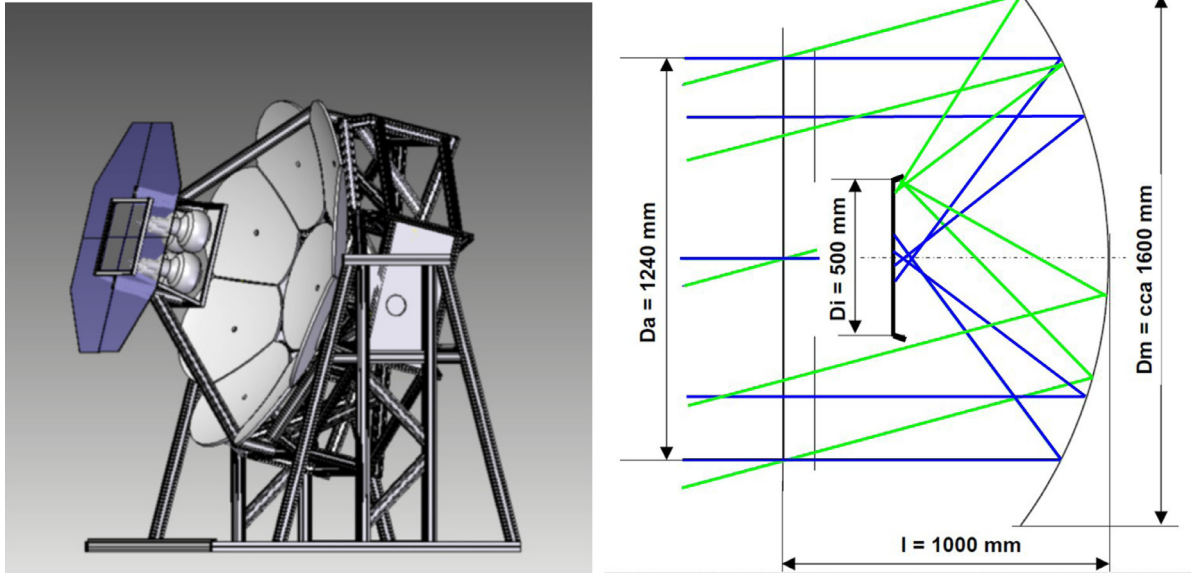 Da = 1240 mm
Di = 500 mm
Dm = cca 1600 mm
l = 1000 mm